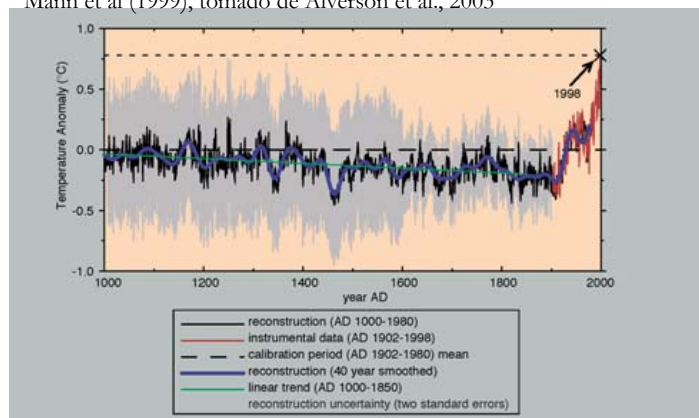 Mann et al (1999), tomado de Alverson et al., 2003
1.0
0.5
0.0
-0.5
-1.0
Temperature Anomaly (°C)
1998
1000
1200
1400
1600
1800
2000
year AD
reconstruction (AD 1000-1980)
instrumental data (AD 1902-1998)
calibration period (AD 1902-1980) mean
reconstruction (40 year smoothed)
linear trend (AD 1000-1850)
reconstruction uncertainty (two standard errors)